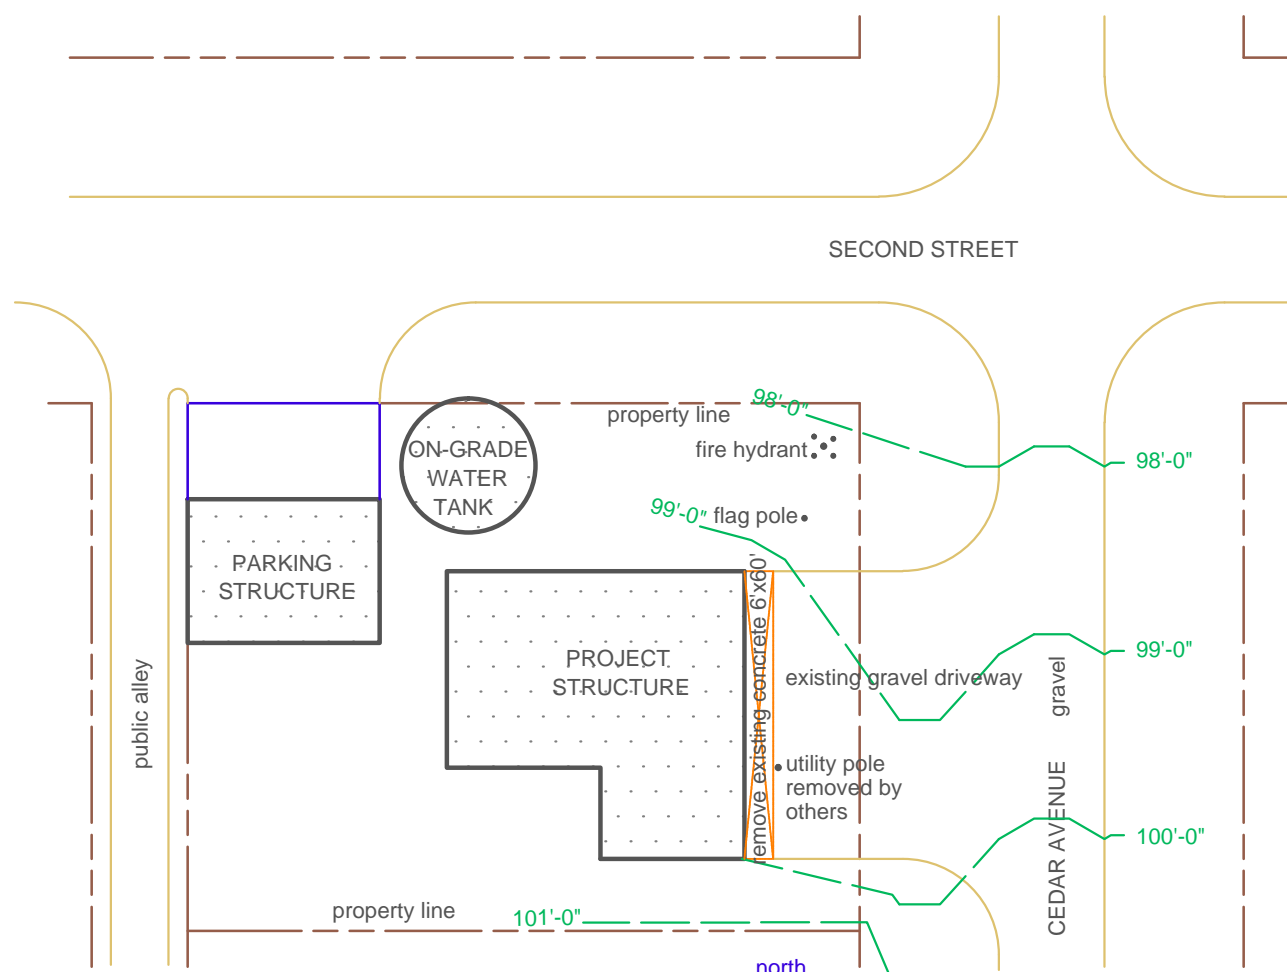 SECOND STREET
98'-0"
property line
fire hydrant
98'-0"
ON-GRADE
WATER
TANK
99'-0"
flag pole
PARKING
STRUCTURE
PROJECT
STRUCTURE
remove existing concrete 6'x60'
existing gravel driveway
99'-0"
gravel
public alley
utility pole
removed by
others
CEDAR AVENUE
100'-0"
property line
101'-0"
north